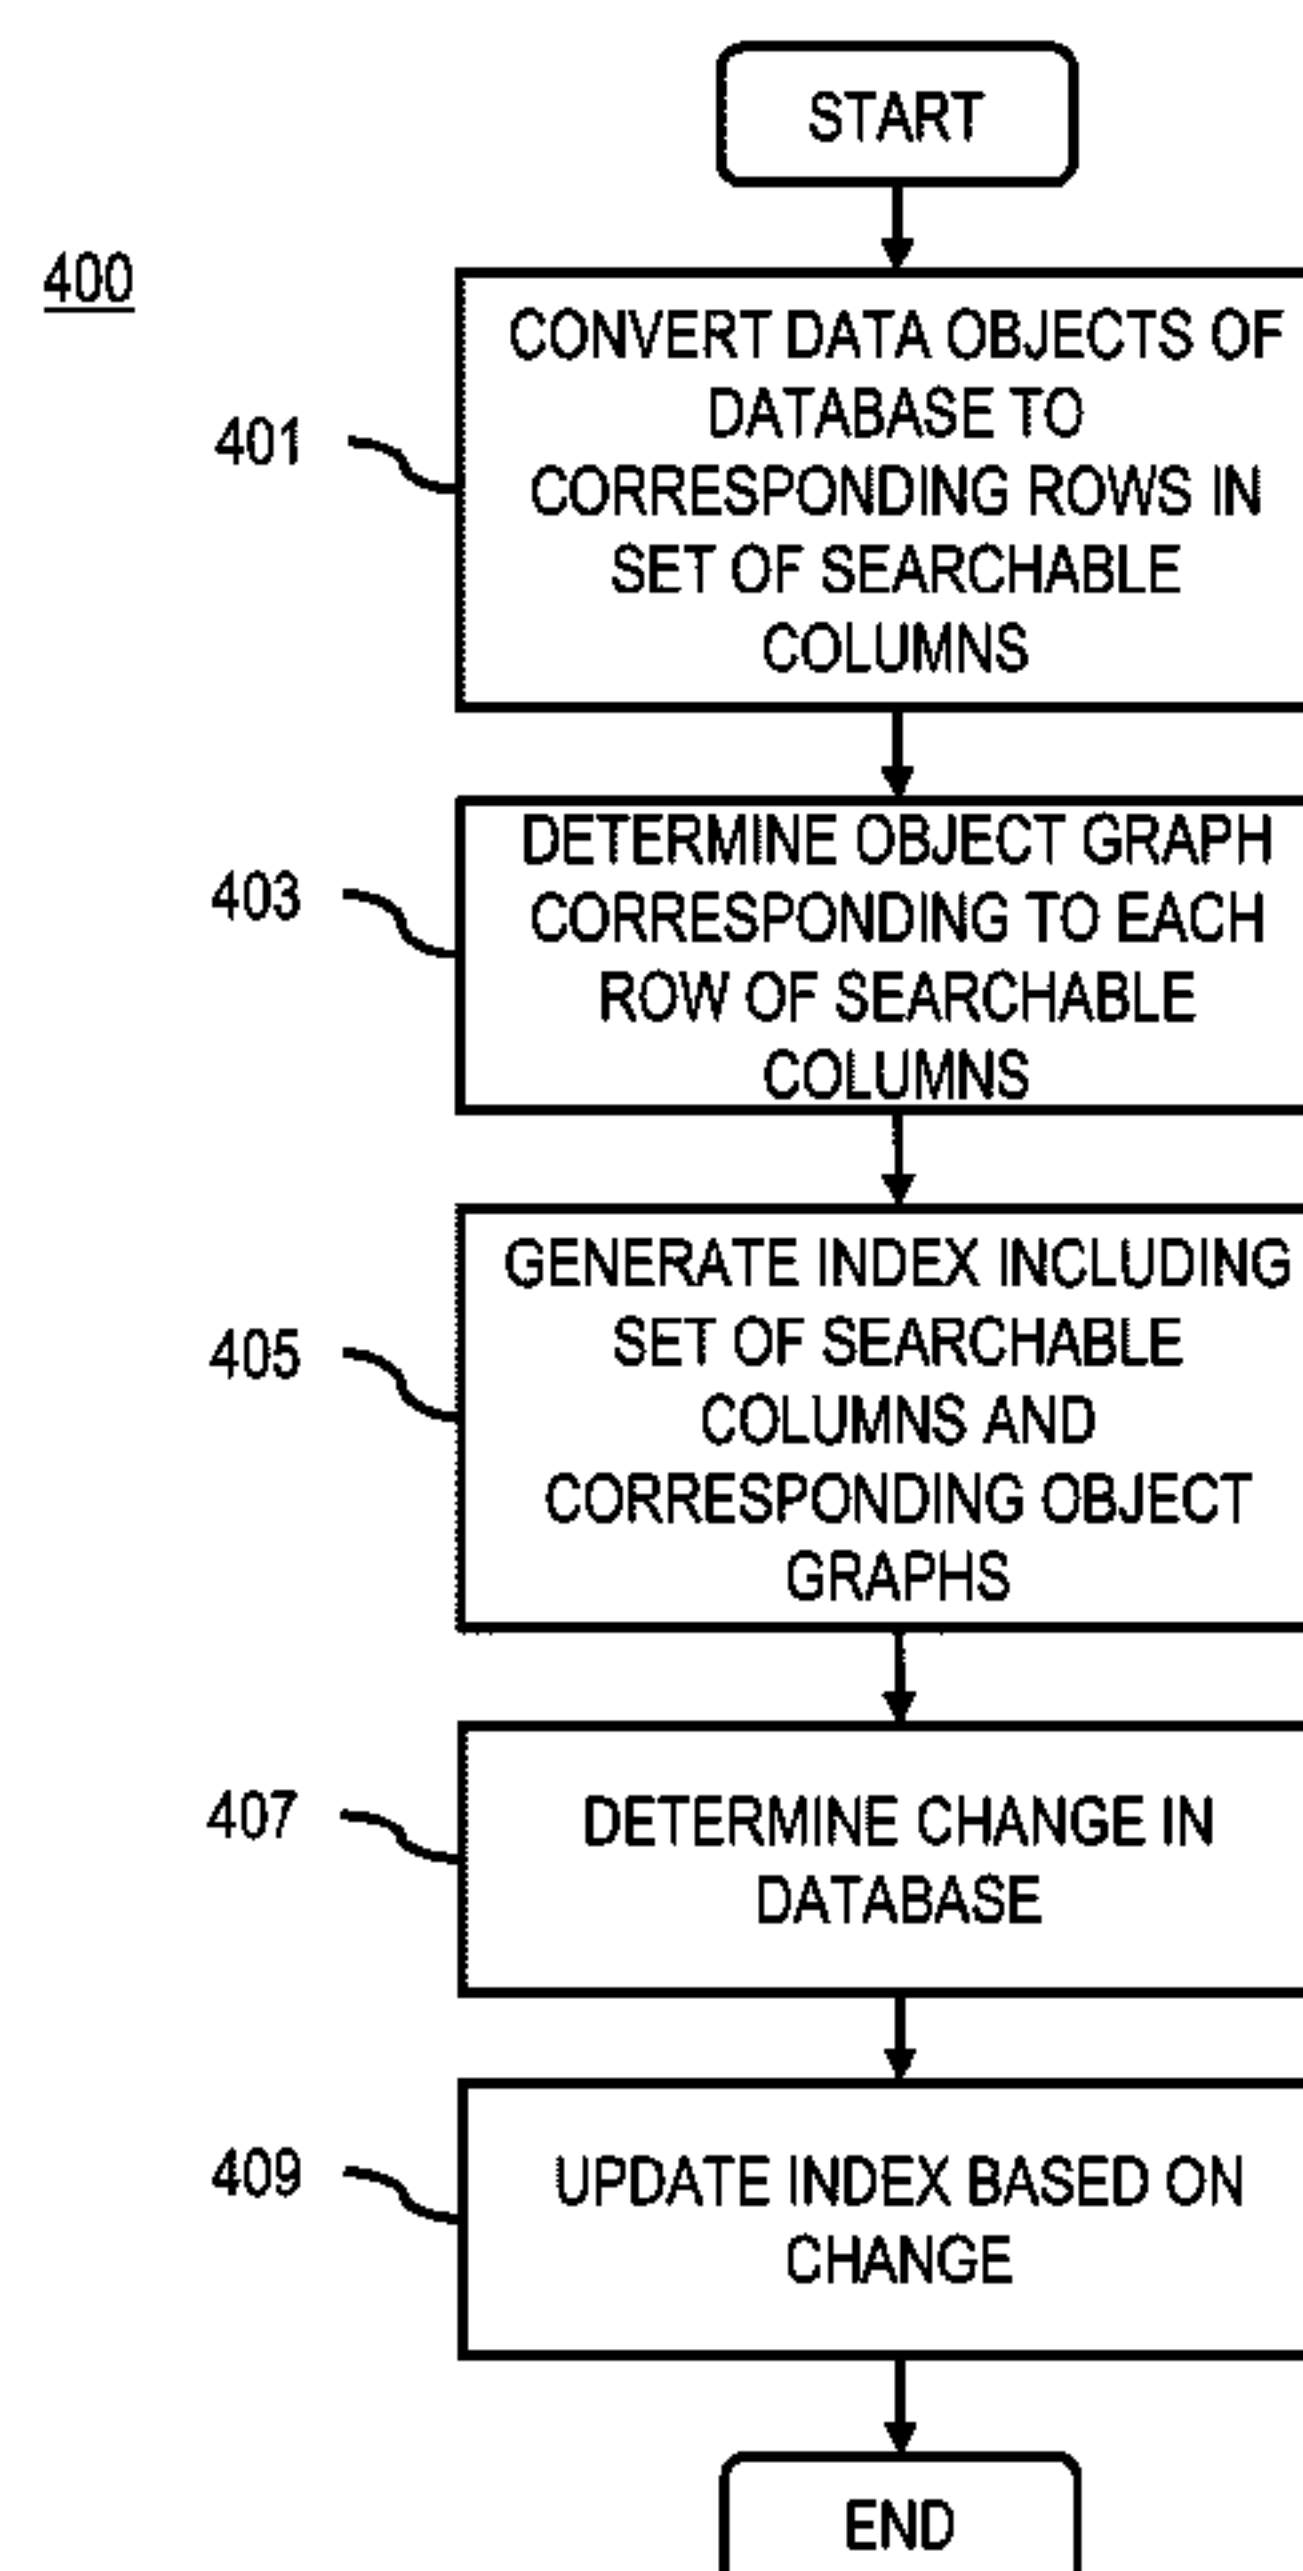 START
400
CONVERT DATA OBJECTS OF
DATABASE TO
CORRESPONDING ROWS IN
SET OF SEARCHABLE
COLUMNS
401
DETERMINE OBJECT GRAPH
CORRESPONDING TO EACH
ROW OF SEARCHABLE
COLUMNS
403
GENERATE INDEX INCLUDING
SET OF SEARCHABLE
COLUMNS AND
CORRESPONDING OBJECT
GRAPHS
405
DETERMINE CHANGE IN
DATABASE
407
UPDATE INDEX BASED ON
CHANGE
409
END